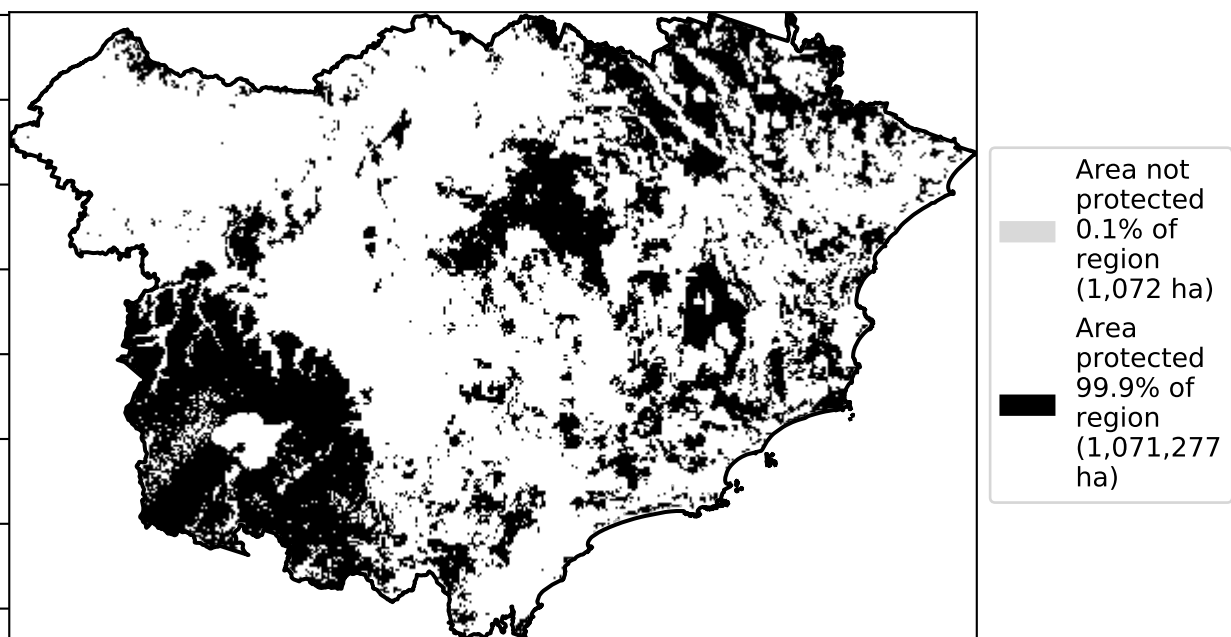 Area not
protected
0.1% of
region
(1,072 ha)
Area
protected
99.9% of
region
(1,071,277
ha)